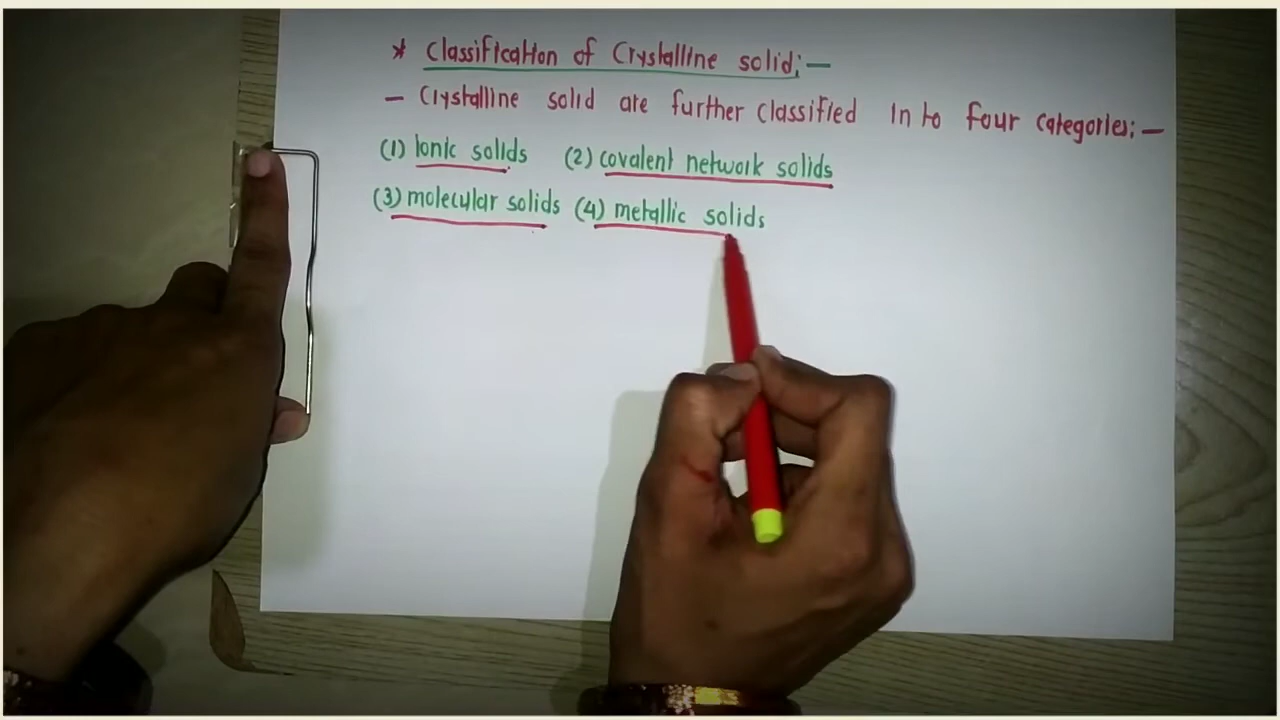 * Classification of Crystalline solid:-
- Crystalline solid are further classified in to four categories:-
(1) Ionic solids (2) covalent network solids
(3) molecular solids (4) metallic solids